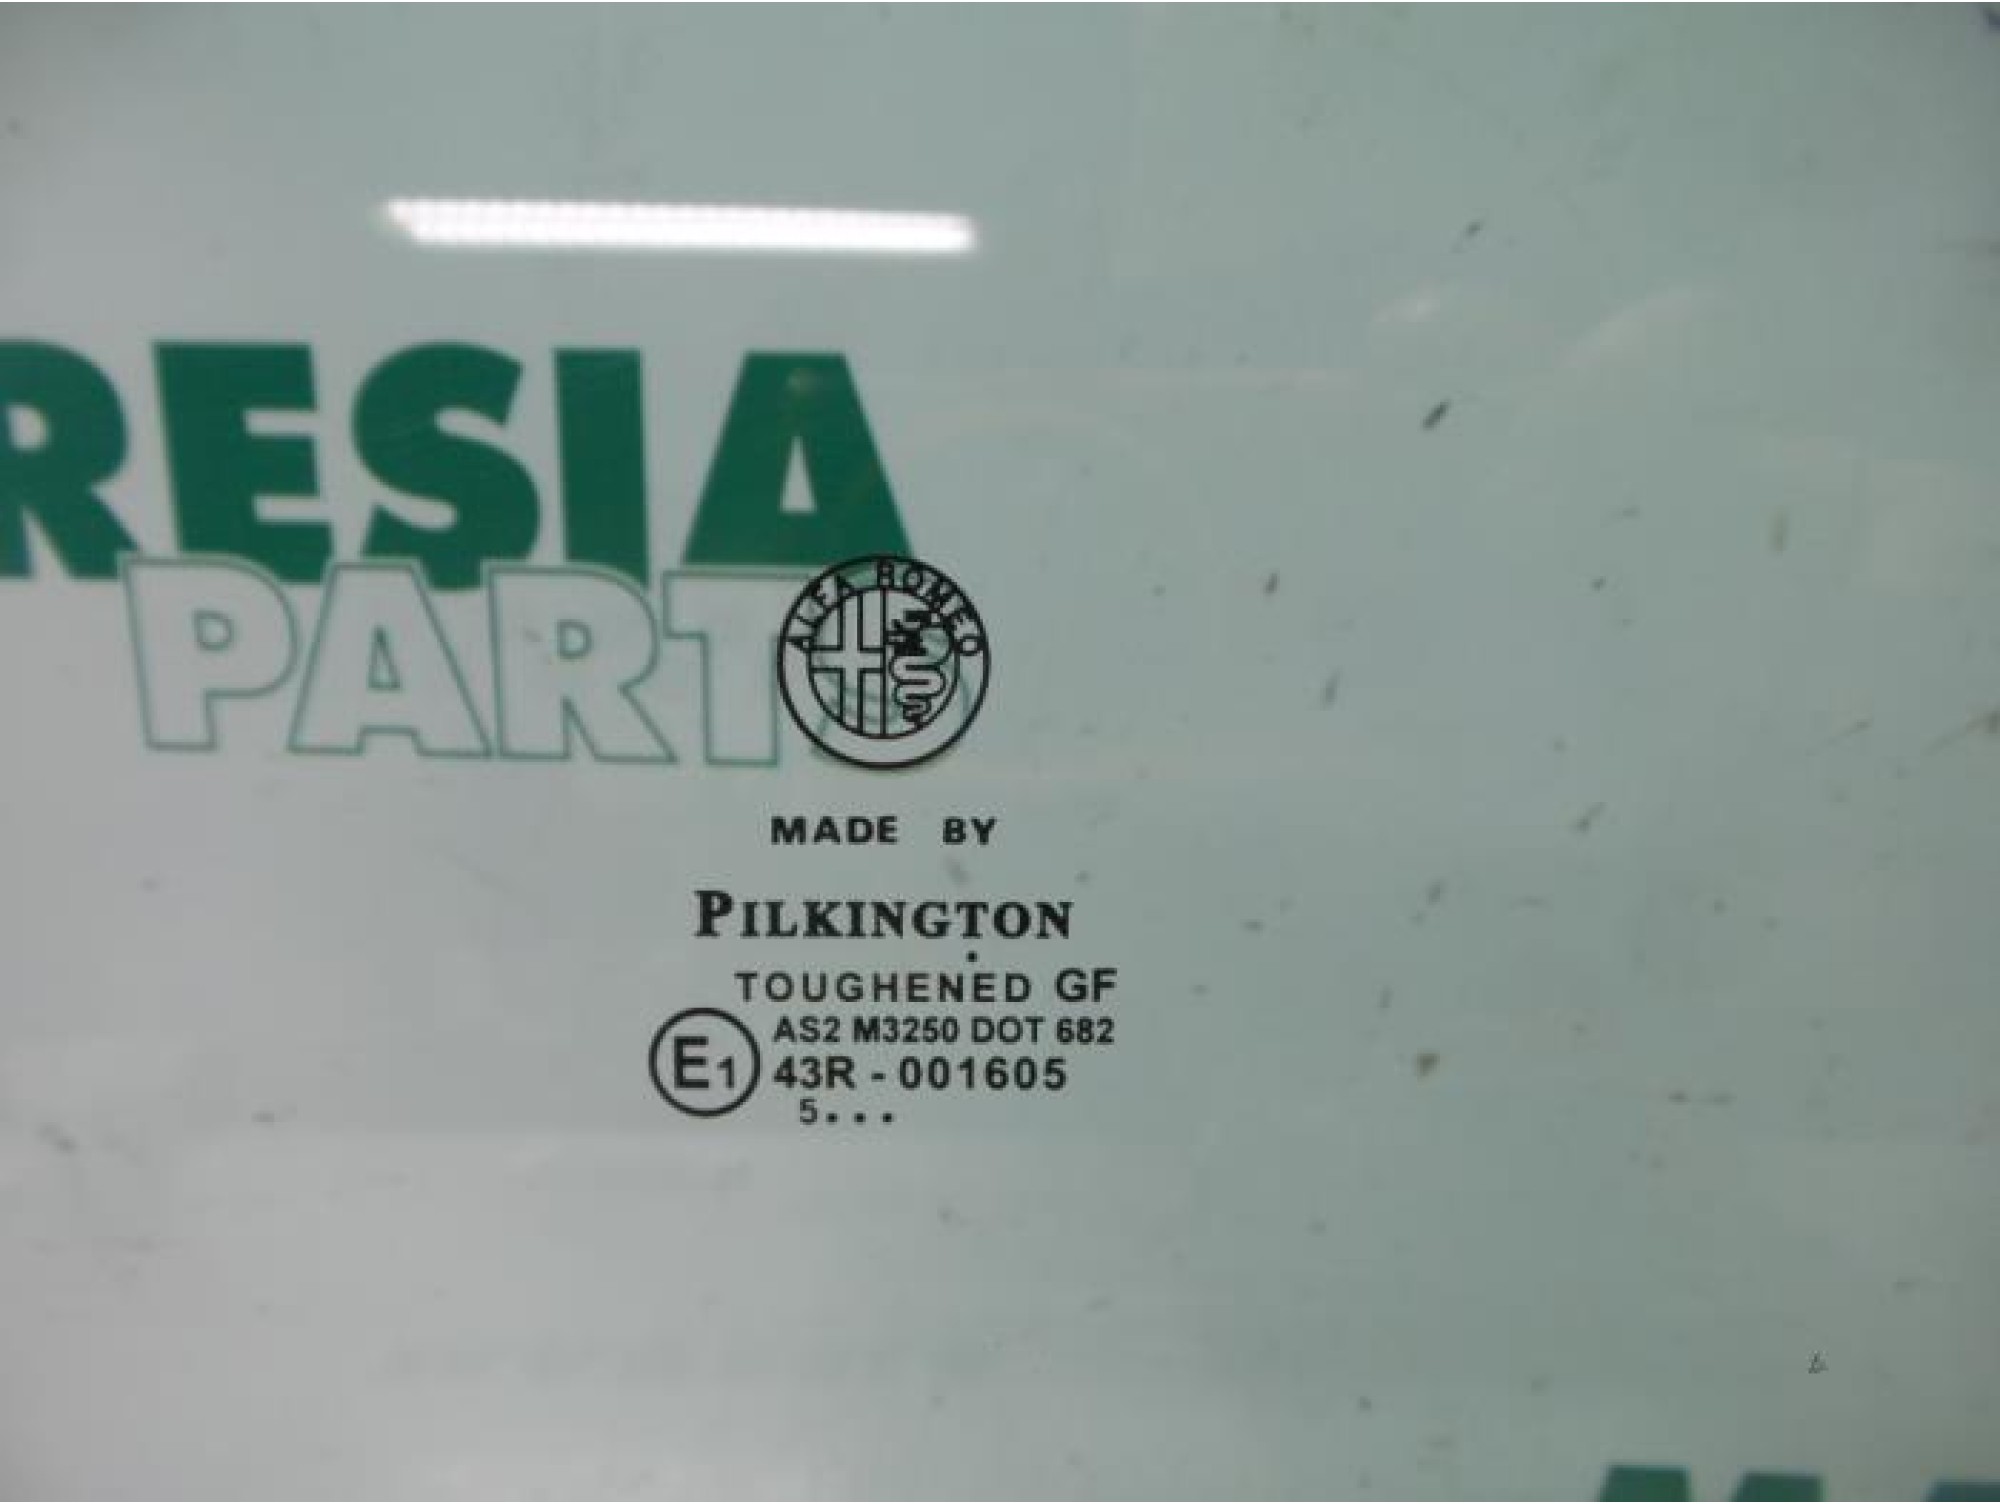 RESIA
PART
ALFA ROMEO
MADE BY
PILKINGTON
TOUGHENED GF
AS2 M3250 DOT 682
E1 43R - 001605
5...